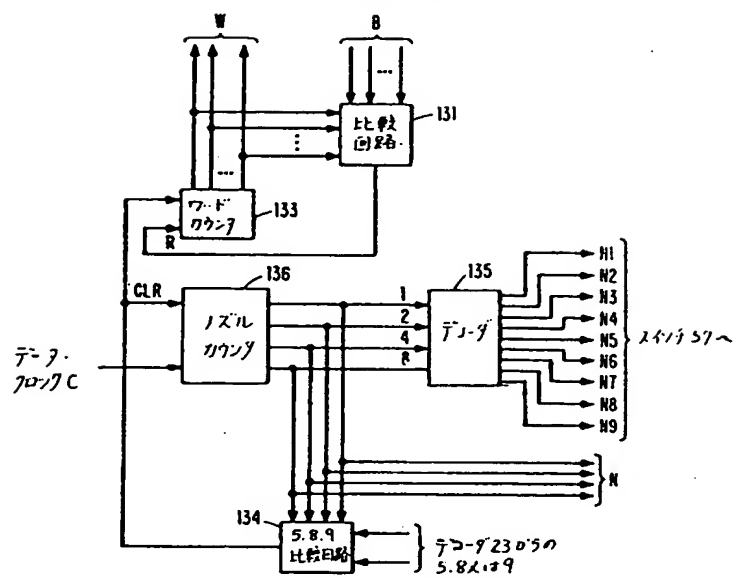 W
B
131
比較
回路
ワード
カウンタ
R
133
136
135
CLR
ノズル
カウンタ
1
2
4
8
デコーダ
N1
N2
N3
N4
N5
N6
N7
N8
N9
スイッチ57へ
データ・
クロックC
N
134
5.8.9
比較回路
デコーダ23からの
5.8又は9